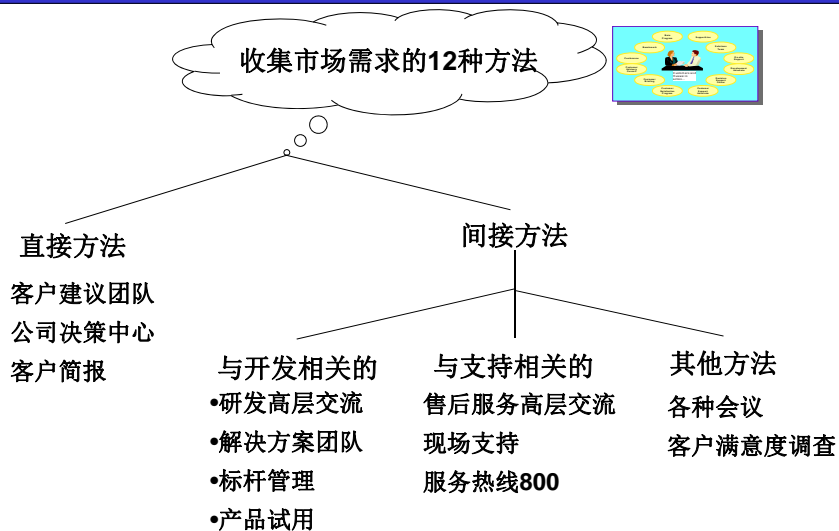 收集市场需求的12种方法
直接方法
客户建议团队
公司决策中心
客户简报
间接方法
与开发相关的
•研发高层交流
•解决方案团队
•标杆管理
•产品试用
与支持相关的
售后服务高层交流
现场支持
服务热线800
其他方法
各种会议
客户满意度调查